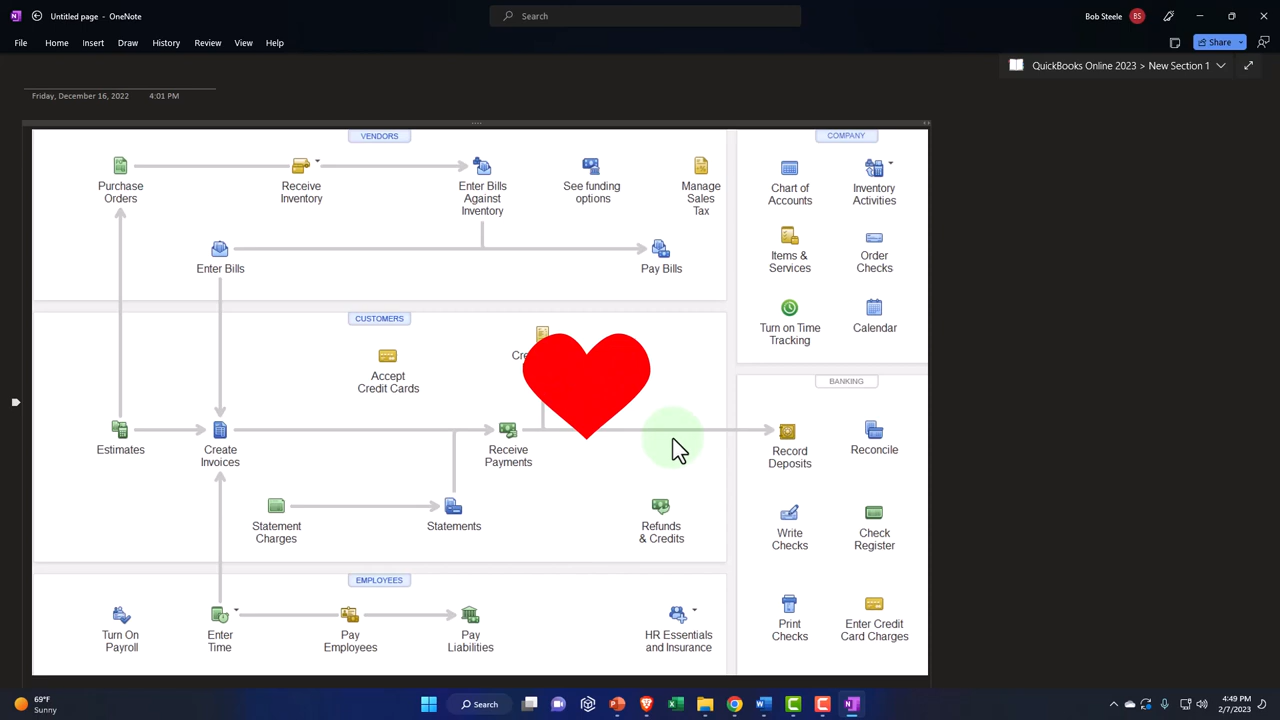 Untitled page - OneNote
Search
Bob Steele
BS
File
Home
Insert
Draw
History
Review
View
Help
Share
QuickBooks Online 2023 > New Section 1
Friday, December 16, 2022
4:01 PM
VENDORS
Purchase
Orders
Receive
Inventory
Enter Bills
Against
Inventory
See funding
options
Manage
Sales
Tax
Enter Bills
Pay Bills
COMPANY
Chart of
Accounts
Inventory
Activities
Items &
Services
Order
Checks
Turn on Time
Tracking
Calendar
CUSTOMERS
Accept
Credit Cards
Estimates
Create
Invoices
Receive
Payments
Statement
Charges
Statements
Refunds
& Credits
BANKING
Record
Deposits
Reconcile
Write
Checks
Check
Register
Print
Checks
Enter Credit
Card Charges
EMPLOYEES
Turn On
Payroll
Enter
Time
Pay
Employees
Pay
Liabilities
HR Essentials
and Insurance
69°F
Sunny
Search
4:49 PM
2/7/2023